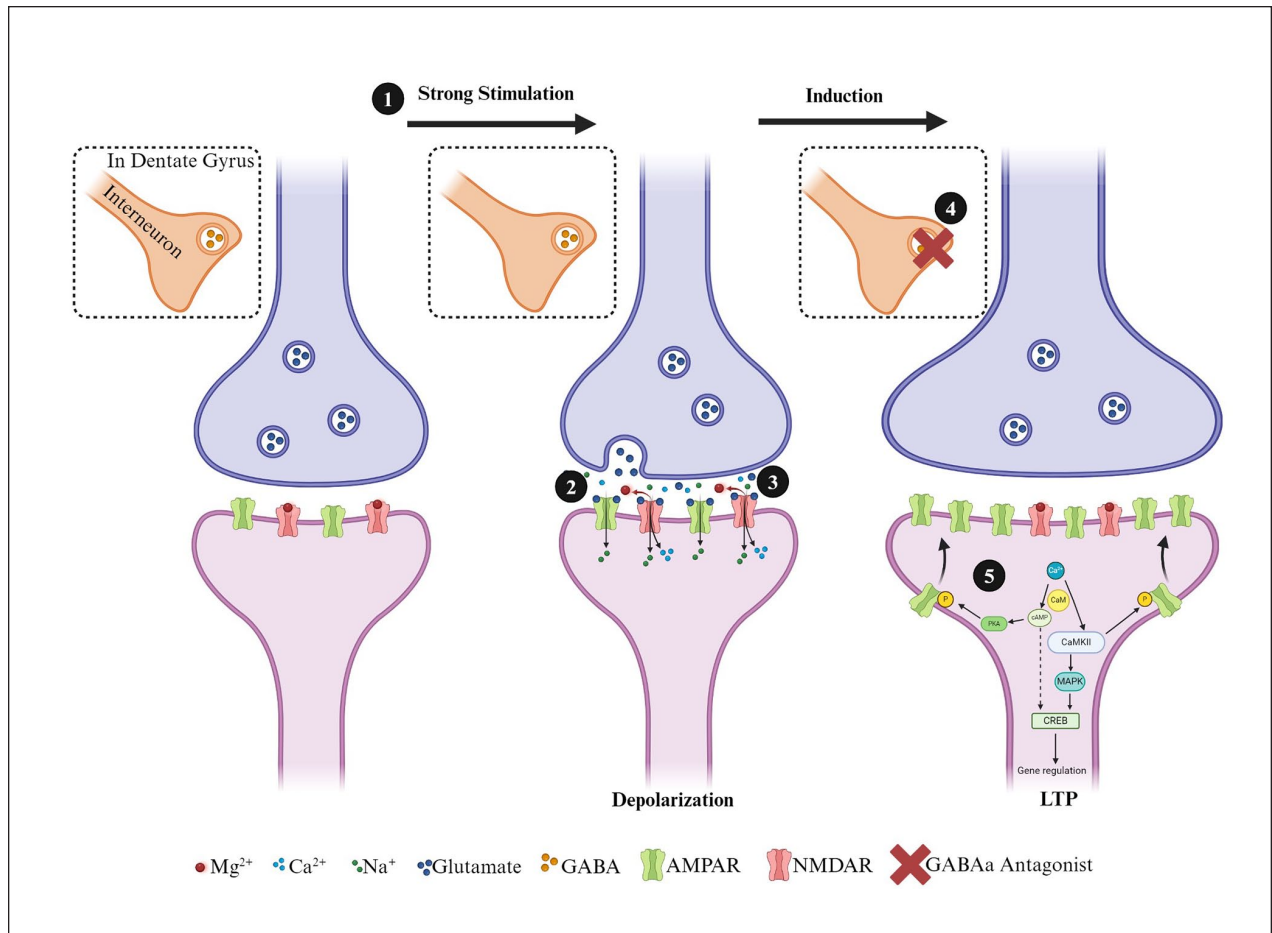 1
Strong Stimulation
Induction
In Dentate Gyrus
Interneuron
4
2
3
5
Ca²⁺
CaM
P
P
cAMP
PKA
CaMKII
MAPK
CREB
Gene regulation
Depolarization
LTP
Mg²⁺
Ca²⁺
Na⁺
Glutamate
GABA
AMPAR
NMDAR
GABAa Antagonist